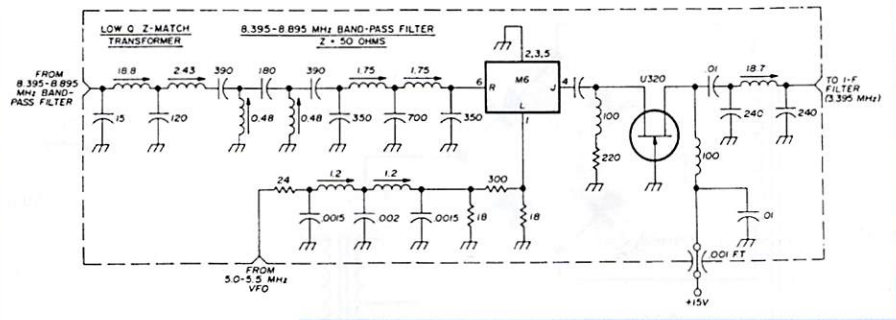 LOW Q Z-MATCH
TRANSFORMER
8.395-8.895 MHz BAND-PASS FILTER
Z = 50 OHMS
2,3,5
FROM
8.395-8.895
MHz BAND-
PASS FILTER
18.8
2.43
390
180
390
1.75
1.75
6
R
M6
J
4
L
1
U320
.01
18.7
TO I-F
FILTER
(3.395 MHz)
15
120
0.48
0.48
350
700
350
100
220
100
240
240
24
1.2
1.2
300
.0015
.002
.0015
18
18
.01
.001 FT
FROM
5.0-5.5 MHz
VFO
+15V